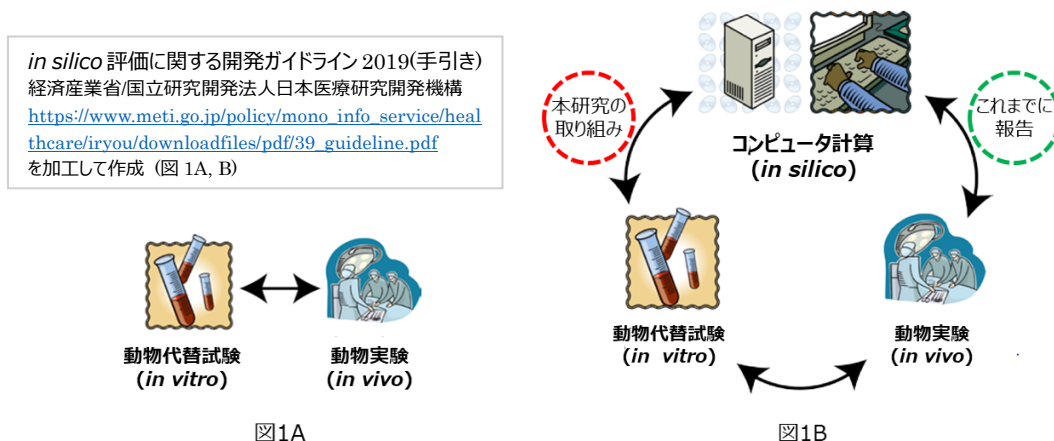 in silico 評価に関する開発ガイドライン 2019(手引き)
経済産業省/国立研究開発法人日本医療研究開発機構
https://www.meti.go.jp/policy/mono_info_service/heal
thcare/iryou/downloadfiles/pdf/39_guideline.pdf
を加工して作成 (図 1A, B)
動物代替試験
(in vitro)
動物実験
(in vivo)
図1A
本研究の
取り組み
これまでに
報告
コンピュータ計算
(in silico)
動物代替試験
(in vitro)
動物実験
(in vivo)
図1B